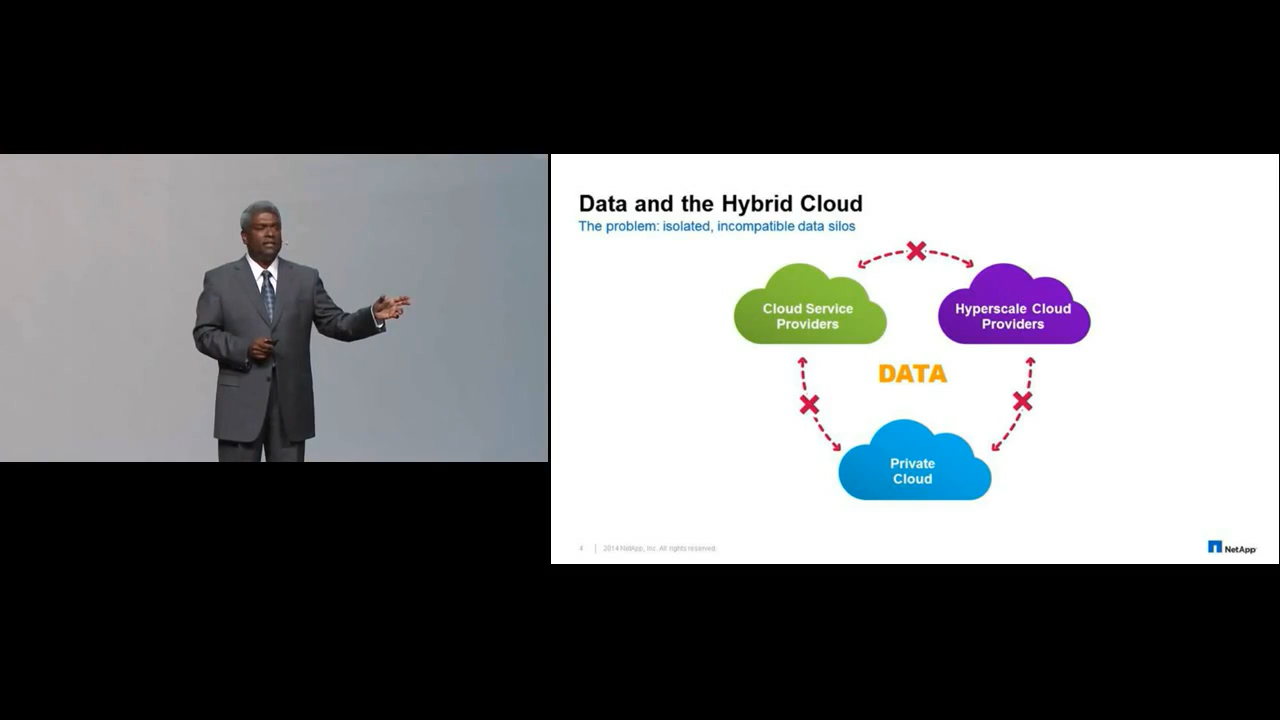 Data and the Hybrid Cloud
The problem: isolated, incompatible data silos
Cloud Service
Providers
Hyperscale Cloud
Providers
DATA
Private
Cloud
4
2014 NetApp, Inc. All rights reserved.
NetApp